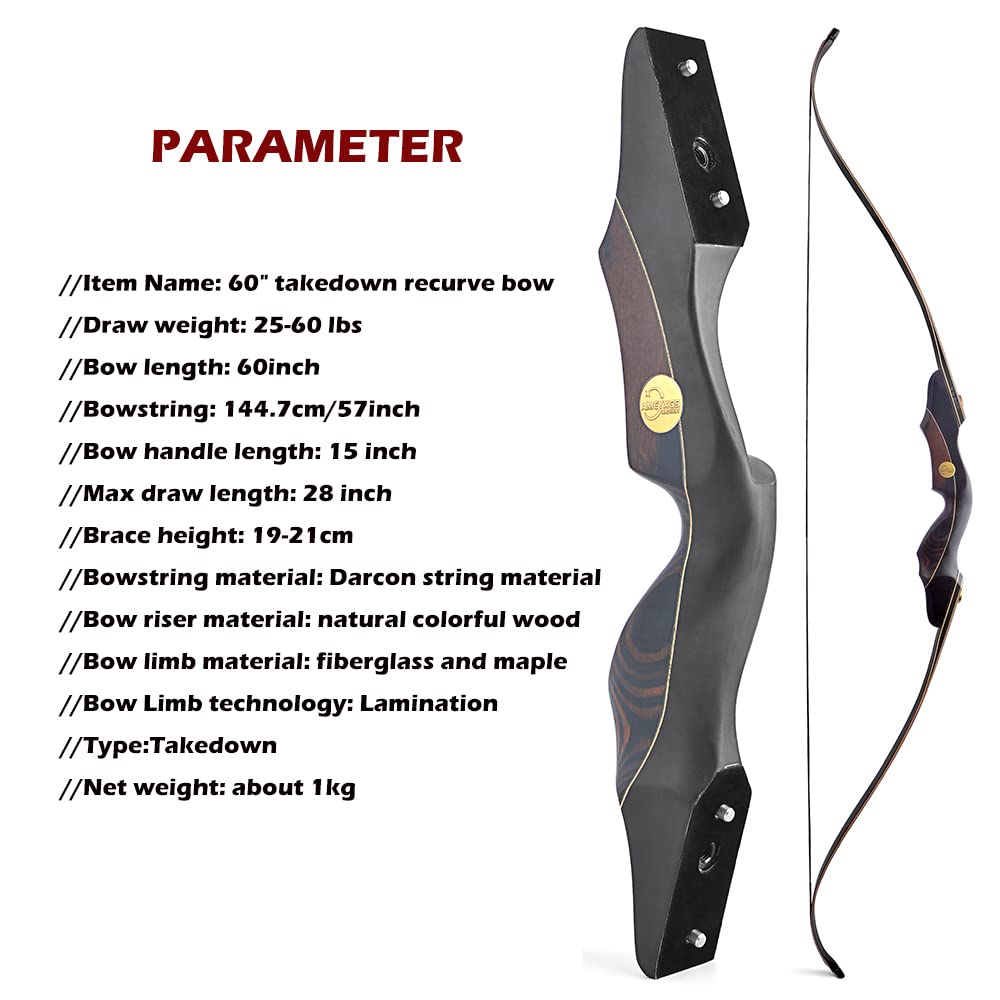 PARAMETER
//Item Name: 60" takedown recurve bow
//Draw weight: 25-60 lbs
//Bow length: 60inch
//Bowstring: 144.7cm/57inch
//Bow handle length: 15 inch
//Max draw length: 28 inch
//Brace height: 19-21cm
//Bowstring material: Darcon string material
//Bow riser material: natural colorful wood
//Bow limb material: fiberglass and maple
//Bow Limb technology: Lamination
//Type:Takedown
//Net weight: about 1kg